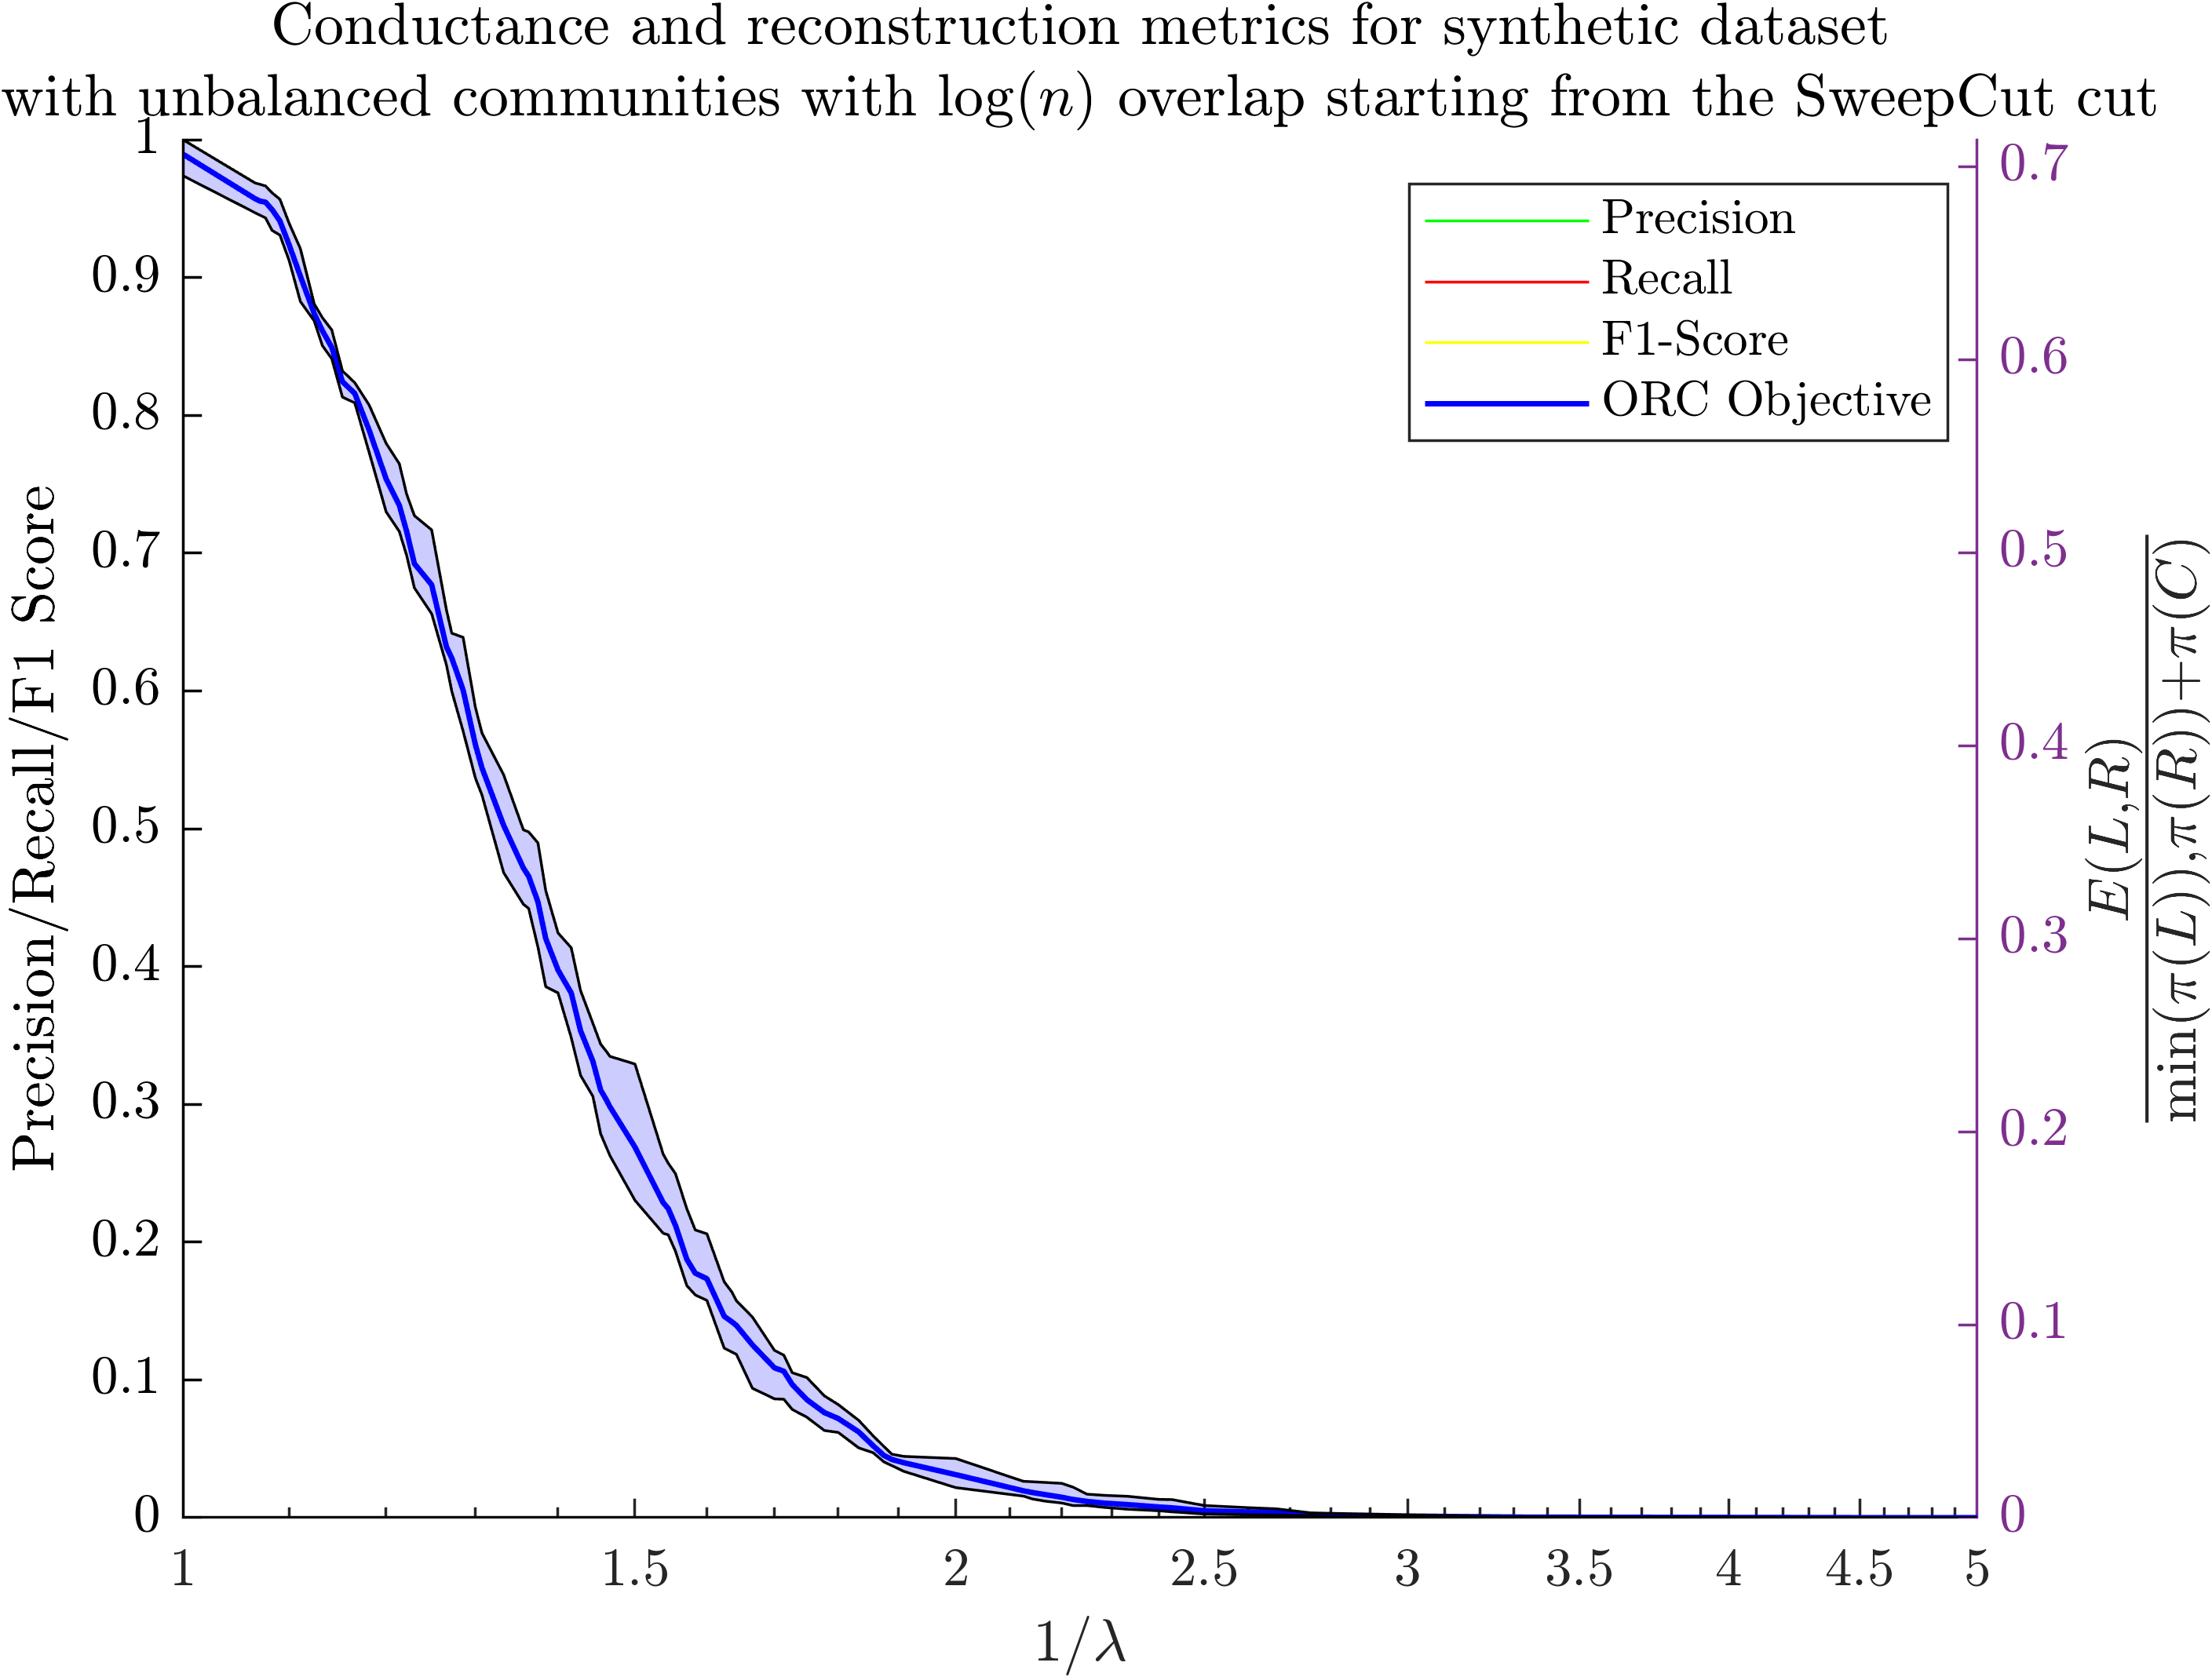 Conductance and reconstruction metrics for synthetic dataset
with unbalanced communities with log(n) overlap starting from the SweepCut cut
Precision/Recall/F1 Score
1
0.9
0.8
0.7
0.6
0.5
0.4
0.3
0.2
0.1
0
Precision
Recall
F1-Score
ORC Objective
0.7
0.6
0.5
0.4
0.3
0.2
0.1
0
E(L,R)
min(π(L)),π(R))+π(C)
1
1.5
2
2.5
3
3.5
4
4.5
5
1/λ